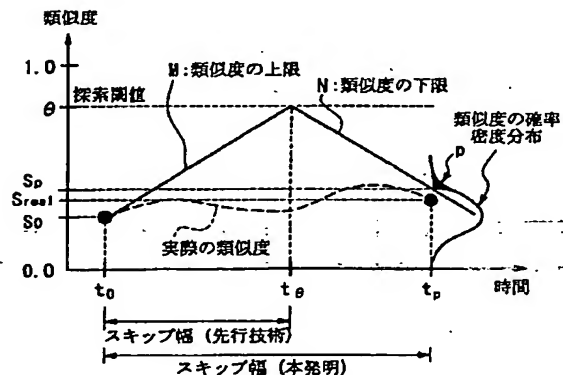 類似度
1.0
θ
探索閾値
M:類似度の上限
N:類似度の下限
類似度の確率
密度分布
p
Sp
Sreal
S0
実際の類似度
0.0
t0
tθ
tp
時間
スキップ幅 (先行技術)
スキップ幅 (本発明)